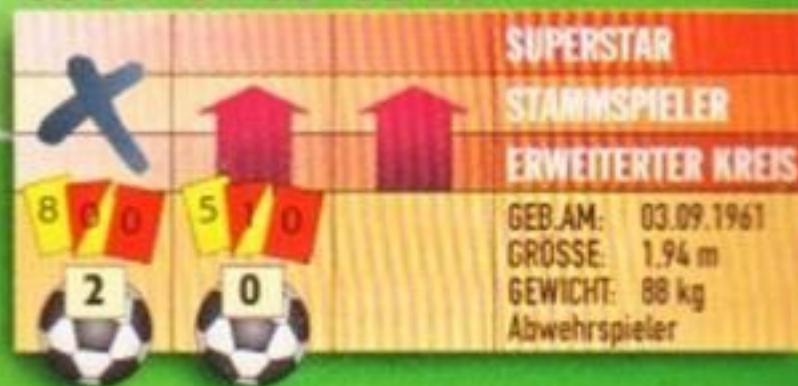 SUPERSTAR
STAMMSPIELER
ERWEITERTER KREIS
8 0 0 5 1 0
2 0
GEB.AM: 03.09.1961
GRÖSSE: 1.94 m
GEWICHT: 88 kg
Abwehrspieler